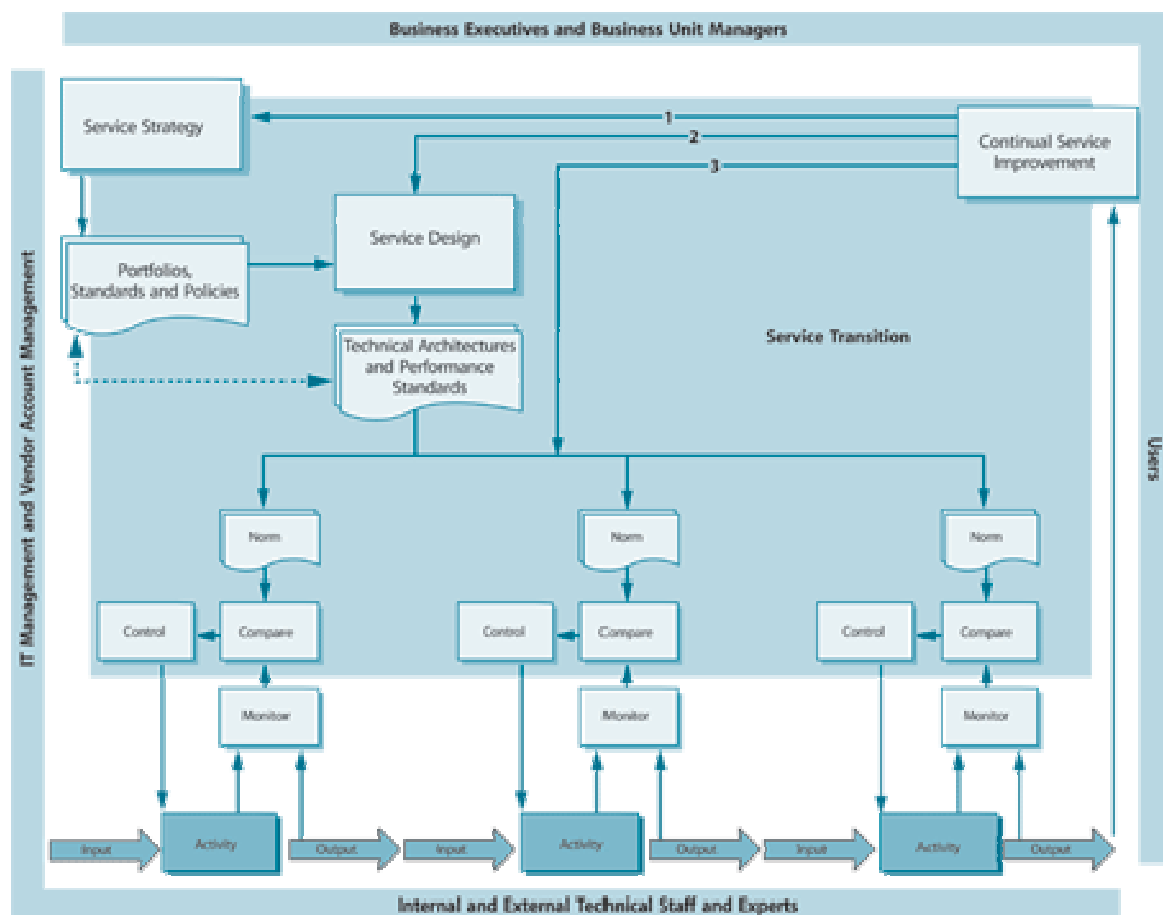 Business Executives and Business Unit Managers
Service Strategy
1
2
3
Continual Service
Improvement
Service Design
Portfolios,
Standards and Policies
Technical Architectures
and Performance
Standards
Service Transition
IT Management and Vendor Account Management
Users
Norm
Norm
Norm
Control
Compare
Control
Compare
Control
Compare
Monitor
Monitor
Monitor
Input
Activity
Output
Input
Activity
Output
Input
Activity
Output
Internal and External Technical Staff and Experts